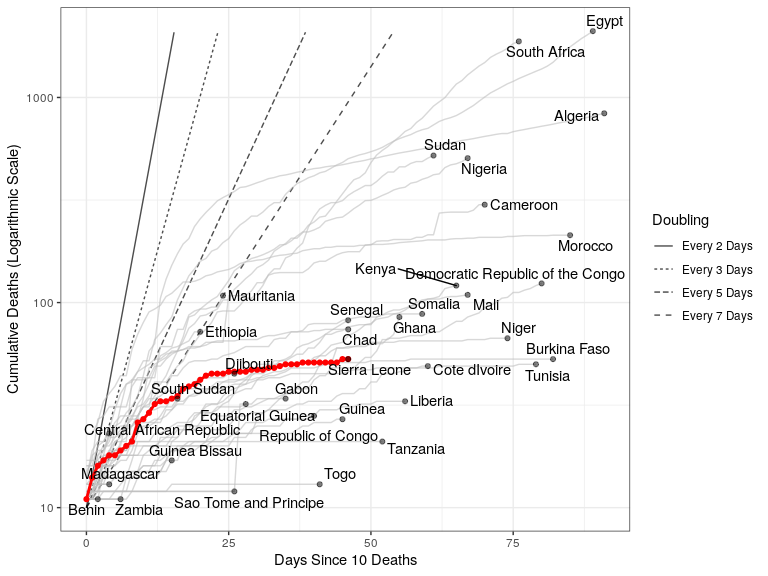 Cumulative Deaths (Logarithmic Scale)
1000
100
10
Egypt
South Africa
Algeria
Sudan
Nigeria
Cameroon
Morocco
Kenya
Democratic Republic of the Congo
Mauritania
Somalia
Mali
Senegal
Ghana
Ethiopia
Niger
Chad
Burkina Faso
Djibouti
Sierra Leone
Cote dIvoire
Tunisia
South Sudan
Gabon
Liberia
Equatorial Guinea
Guinea
Central African Republic
Republic of Congo
Tanzania
Guinea Bissau
Madagascar
Togo
Sao Tome and Principe
Benin
Zambia
0
25
50
75
Days Since 10 Deaths
Doubling
Every 2 Days
Every 3 Days
Every 5 Days
Every 7 Days